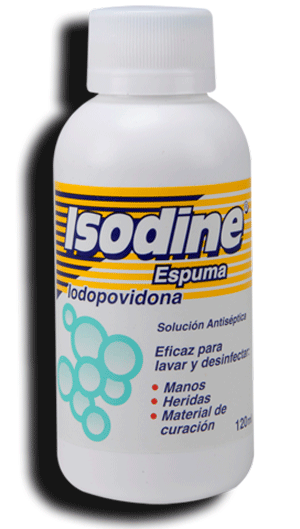 Isodine®
Espuma
Iodopovidona
Solución Antiséptica
Eficaz para
lavar y desinfectar:
• Manos
• Heridas
• Material de
curación
120ml